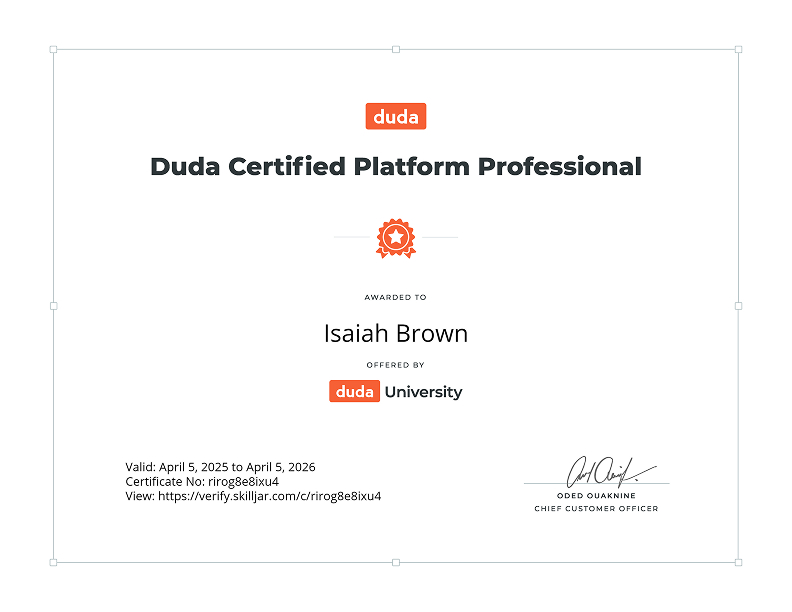 duda
Duda Certified Platform Professional
AWARDED TO
Isaiah Brown
OFFERED BY
duda University
Valid: April 5, 2025 to April 5, 2026
Certificate No: rirog8e8ixu4
View: https://verify.skilljar.com/c/rirog8e8ixu4
ODED OUAKNINE
CHIEF CUSTOMER OFFICER